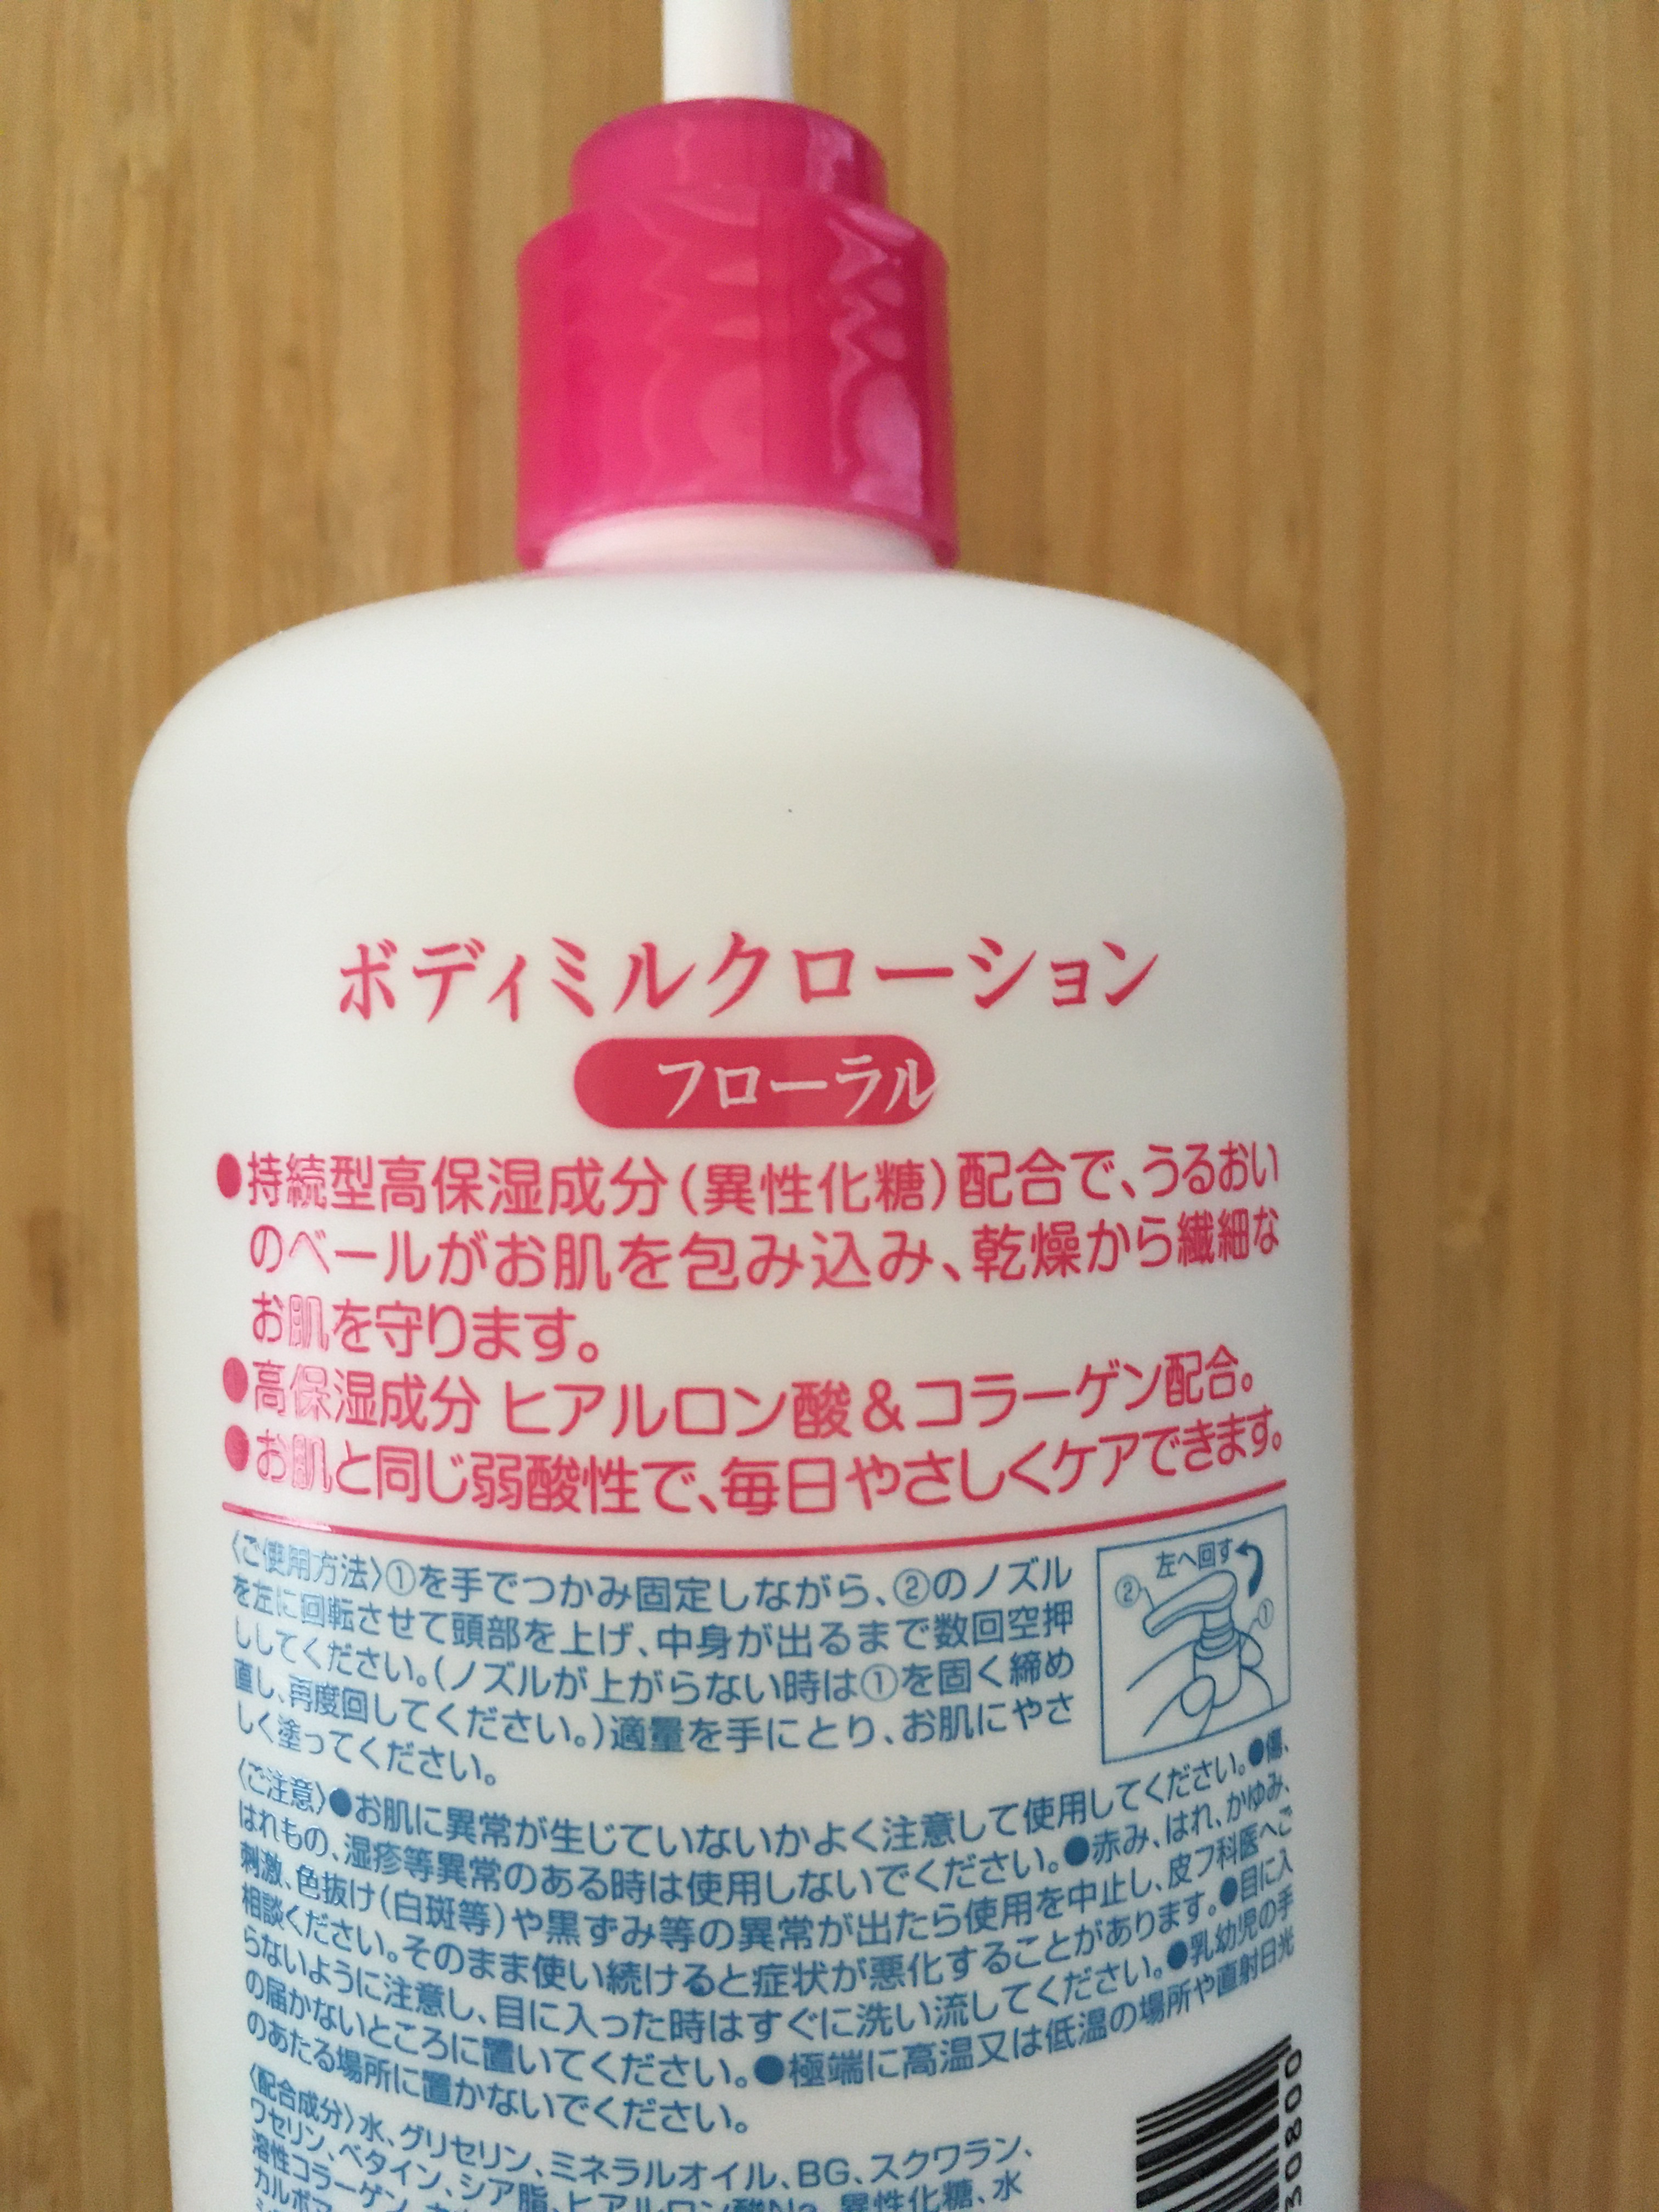 ボディミルクローション
フローラル
●持続型高保湿成分(異性化糖)配合で、うるおい
のベールがお肌を包み込み、乾燥から繊細な
お肌を守ります。
●高保湿成分 ヒアルロン酸&コラーゲン配合。
●お肌と同じ弱酸性で、毎日やさしくケアできます。
〈ご使用方法〉①を手でつかみ固定しながら、②のノズル
を左に回転させて頭部を上げ、中身が出るまで数回空押
ししてください。(ノズルが上がらない時は①を固く締め
直し、再度回してください。)適量を手にとり、お肌にやさ
しく塗ってください。
左へ回す
②
①
〈ご注意〉●お肌に異常が生じていないかよく注意して使用してください。●傷、
はれもの、湿疹等異常のある時は使用しないでください。●赤み、はれ、かゆみ、
刺激、色抜け(白斑等)や黒ずみ等の異常が出たら使用を中止し、皮フ科医へご
相談ください。そのまま使い続けると症状が悪化することがあります。●目に入
らないように注意し、目に入った時はすぐに洗い流してください。●乳幼児の手
の届かないところに置いてください。●極端に高温又は低温の場所や直射日光
のあたる場所に置かないでください。
〈配合成分〉水、グリセリン、ミネラルオイル、BG、スクワラン、
ワセリン、ベタイン、シア脂、ヒアルロン酸Na、異性化糖、水
溶性コラーゲン、
カルボマ
30800